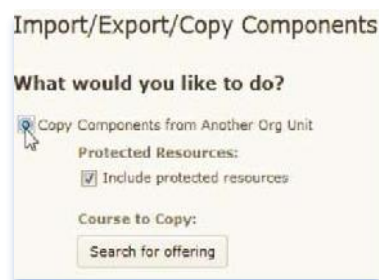 Import/Export/Copy Components
What would you like to do?
Copy Components from Another Org Unit
Protected Resources:
Include protected resources
Course to Copy:
Search for offering